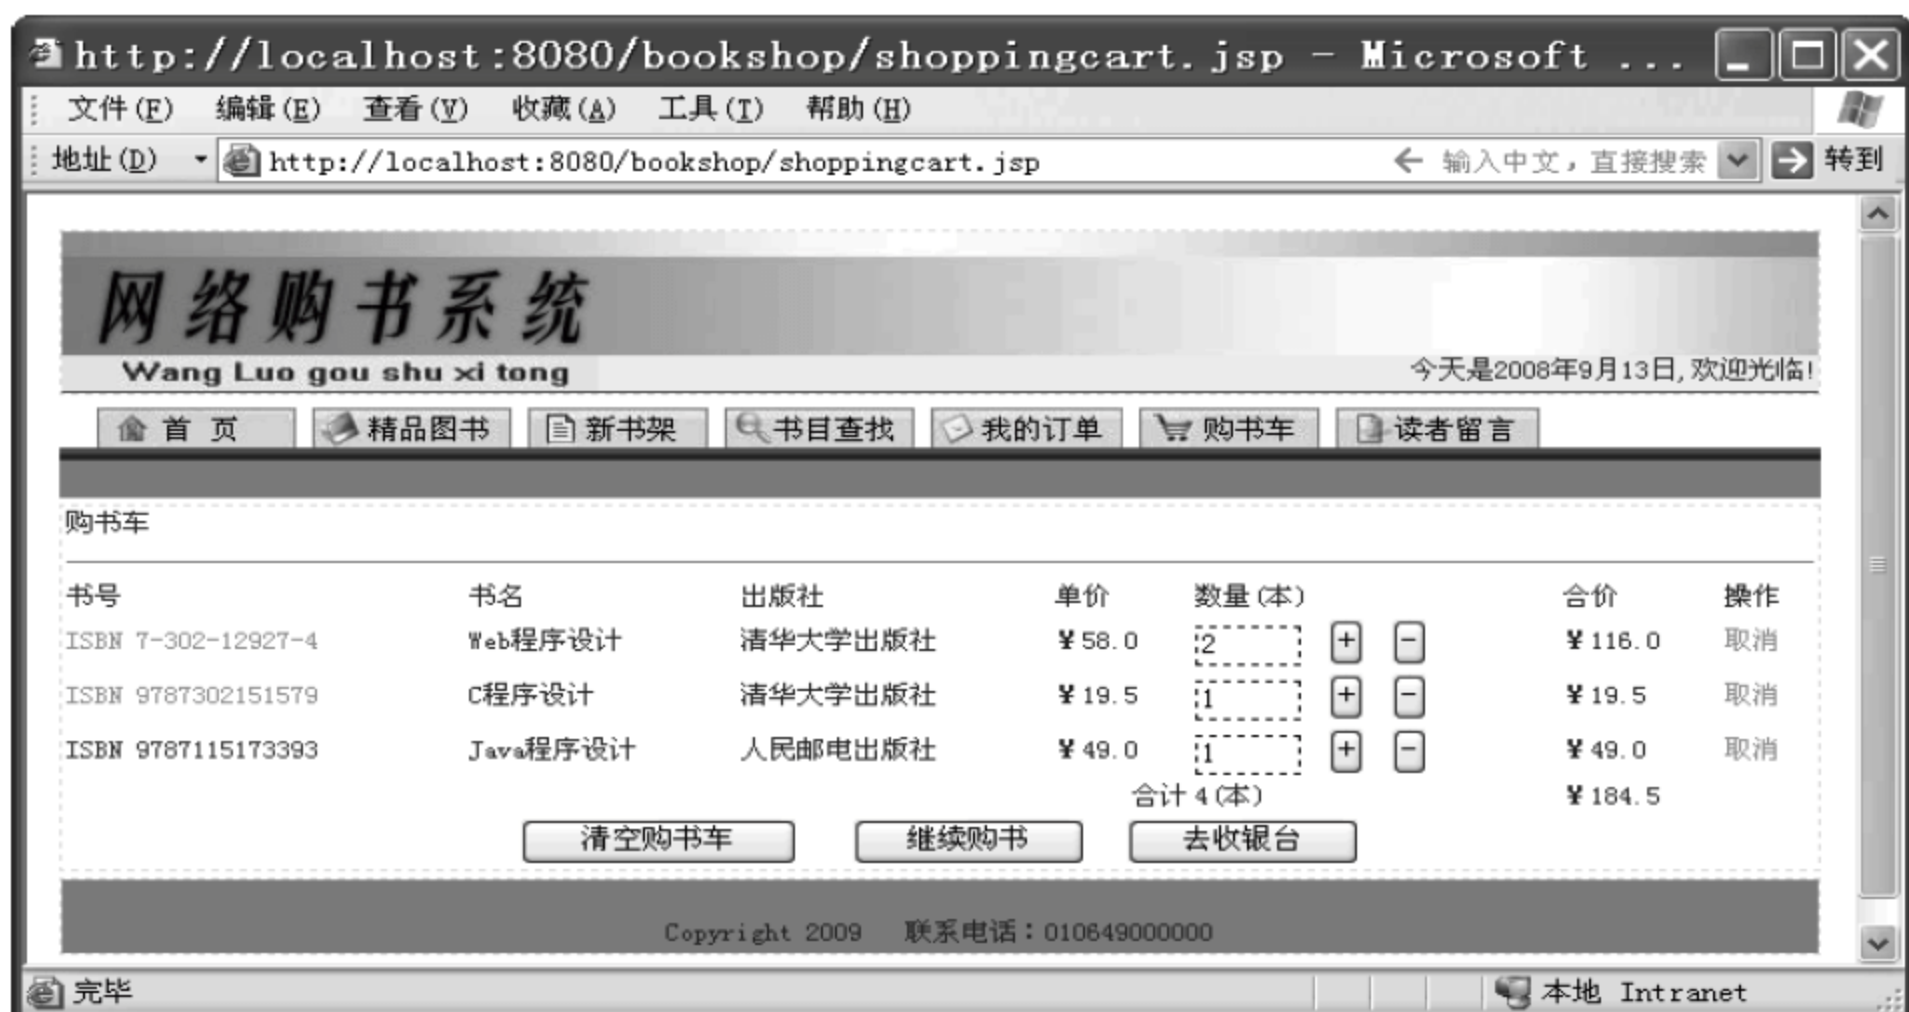 http://localhost:8080/bookshop/shoppingcart.jsp - Microsoft ...
文件(F) 编辑(E) 查看(V) 收藏(A) 工具(T) 帮助(H)
地址(D) http://localhost:8080/bookshop/shoppingcart.jsp 输入中文，直接搜索 转到
网络购书系统
Wang Luo gou shu xi tong 今天是2008年9月13日, 欢迎光临!
首 页 精品图书 新书架 书目查找 我的订单 购书车 读者留言
购书车
书号 书名 出版社 单价 数量(本) 合价 操作
ISBN 7-302-12927-4 Web程序设计 清华大学出版社 ¥58.0 2 + - ¥116.0 取消
ISBN 9787302151579 C程序设计 清华大学出版社 ¥19.5 1 + - ¥19.5 取消
ISBN 9787115173393 Java程序设计 人民邮电出版社 ¥49.0 1 + - ¥49.0 取消
合计 4(本) ¥184.5
清空购书车 继续购书 去收银台
Copyright 2009 联系电话：010649000000
完毕 本地 Intranet